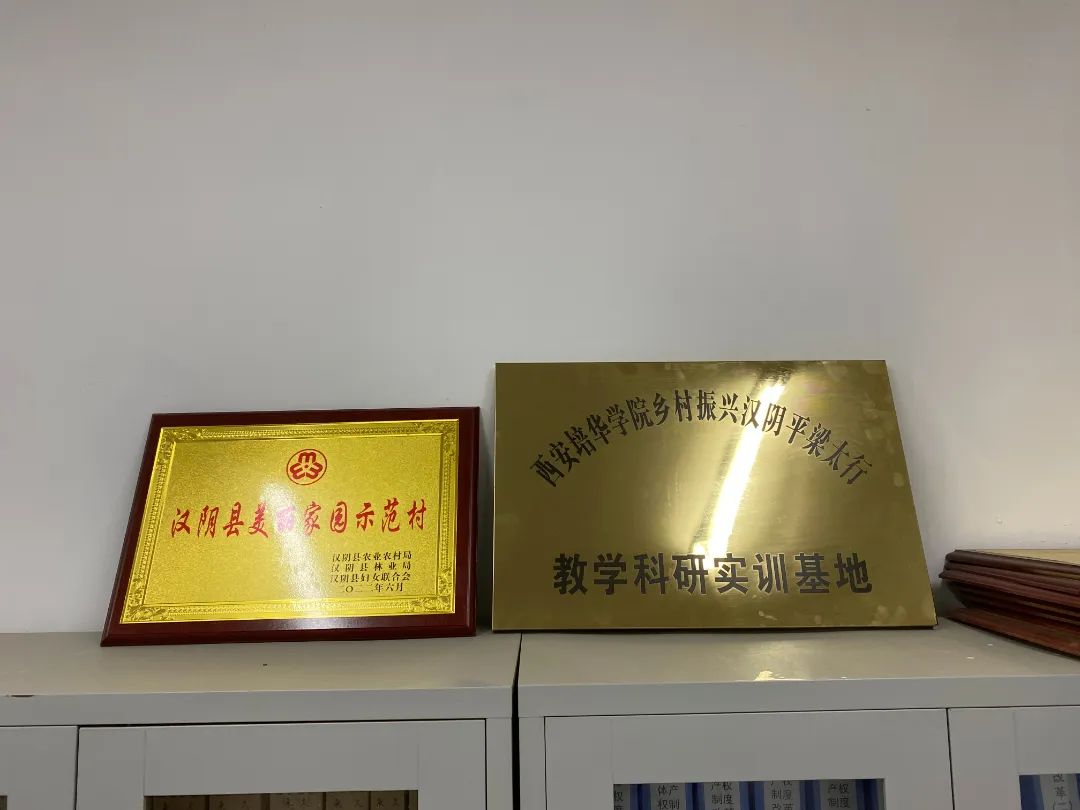 汉阴县美丽家园示范村
汉阴县农业农村局
汉阴县林业局
汉阴县妇女联合会
二〇二二年六月
西安培华学院乡村振兴汉阴平梁太行
教学科研实训基地